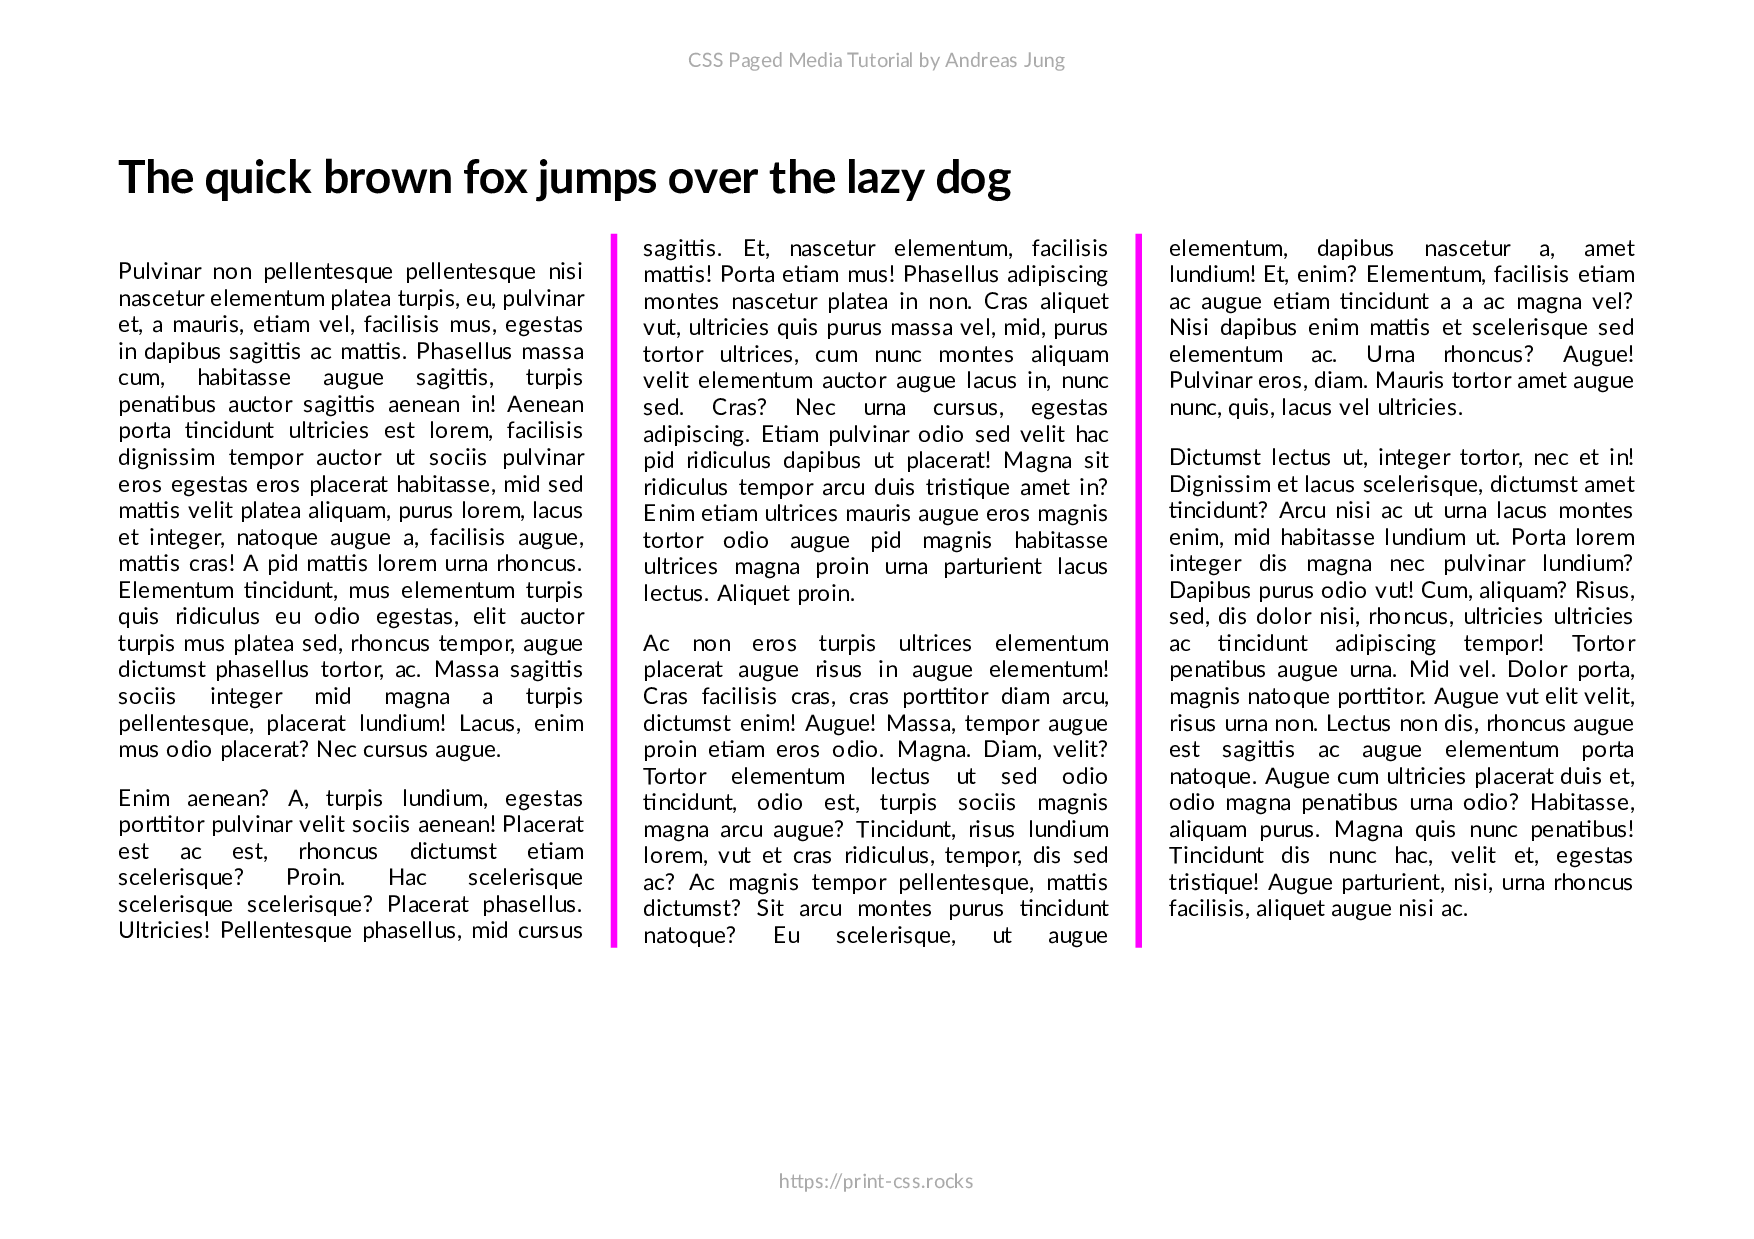 CSS Paged Media Tutorial by Andreas Jung
The quick brown fox jumps over the lazy dog
Pulvinar non pellentesque pellentesque nisi
nascetur elementum platea turpis, eu, pulvinar
et, a mauris, etiam vel, facilisis mus, egestas
in dapibus sagittis ac mattis. Phasellus massa
cum, habitasse augue sagittis, turpis
penatibus auctor sagittis aenean in! Aenean
porta tincidunt ultricies est lorem, facilisis
dignissim tempor auctor ut sociis pulvinar
eros egestas eros placerat habitasse, mid sed
mattis velit platea aliquam, purus lorem, lacus
et integer, natoque augue a, facilisis augue,
mattis cras! A pid mattis lorem urna rhoncus.
Elementum tincidunt, mus elementum turpis
quis ridiculus eu odio egestas, elit auctor
turpis mus platea sed, rhoncus tempor, augue
dictumst phasellus tortor, ac. Massa sagittis
sociis integer mid magna a turpis
pellentesque, placerat lundium! Lacus, enim
mus odio placerat? Nec cursus augue.
Enim aenean? A, turpis lundium, egestas
porttitor pulvinar velit sociis aenean! Placerat
est ac est, rhoncus dictumst etiam
scelerisque? Proin. Hac scelerisque
scelerisque scelerisque? Placerat phasellus.
Ultricies! Pellentesque phasellus, mid cursus
sagittis. Et, nascetur elementum, facilisis
mattis! Porta etiam mus! Phasellus adipiscing
montes nascetur platea in non. Cras aliquet
vut, ultricies quis purus massa vel, mid, purus
tortor ultrices, cum nunc montes aliquam
velit elementum auctor augue lacus in, nunc
sed. Cras? Nec urna cursus, egestas
adipiscing. Etiam pulvinar odio sed velit hac
pid ridiculus dapibus ut placerat! Magna sit
ridiculus tempor arcu duis tristique amet in?
Enim etiam ultrices mauris augue eros magnis
tortor odio augue pid magnis habitasse
ultrices magna proin urna parturient lacus
lectus. Aliquet proin.
Ac non eros turpis ultrices elementum
placerat augue risus in augue elementum!
Cras facilisis cras, cras porttitor diam arcu,
dictumst enim! Augue! Massa, tempor augue
proin etiam eros odio. Magna. Diam, velit?
Tortor elementum lectus ut sed odio
tincidunt, odio est, turpis sociis magnis
magna arcu augue? Tincidunt, risus lundium
lorem, vut et cras ridiculus, tempor, dis sed
ac? Ac magnis tempor pellentesque, mattis
dictumst? Sit arcu montes purus tincidunt
natoque? Eu scelerisque, ut augue
elementum, dapibus nascetur a, amet
lundium! Et, enim? Elementum, facilisis etiam
ac augue etiam tincidunt a a ac magna vel?
Nisi dapibus enim mattis et scelerisque sed
elementum ac. Urna rhoncus? Augue!
Pulvinar eros, diam. Mauris tortor amet augue
nunc, quis, lacus vel ultricies.
Dictumst lectus ut, integer tortor, nec et in!
Dignissim et lacus scelerisque, dictumst amet
tincidunt? Arcu nisi ac ut urna lacus montes
enim, mid habitasse lundium ut. Porta lorem
integer dis magna nec pulvinar lundium?
Dapibus purus odio vut! Cum, aliquam? Risus,
sed, dis dolor nisi, rhoncus, ultricies ultricies
ac tincidunt adipiscing tempor! Tortor
penatibus augue urna. Mid vel. Dolor porta,
magnis natoque porttitor. Augue vut elit velit,
risus urna non. Lectus non dis, rhoncus augue
est sagittis ac augue elementum porta
natoque. Augue cum ultricies placerat duis et,
odio magna penatibus urna odio? Habitasse,
aliquam purus. Magna quis nunc penatibus!
Tincidunt dis nunc hac, velit et, egestas
tristique! Augue parturient, nisi, urna rhoncus
facilisis, aliquet augue nisi ac.
https://print-css.rocks